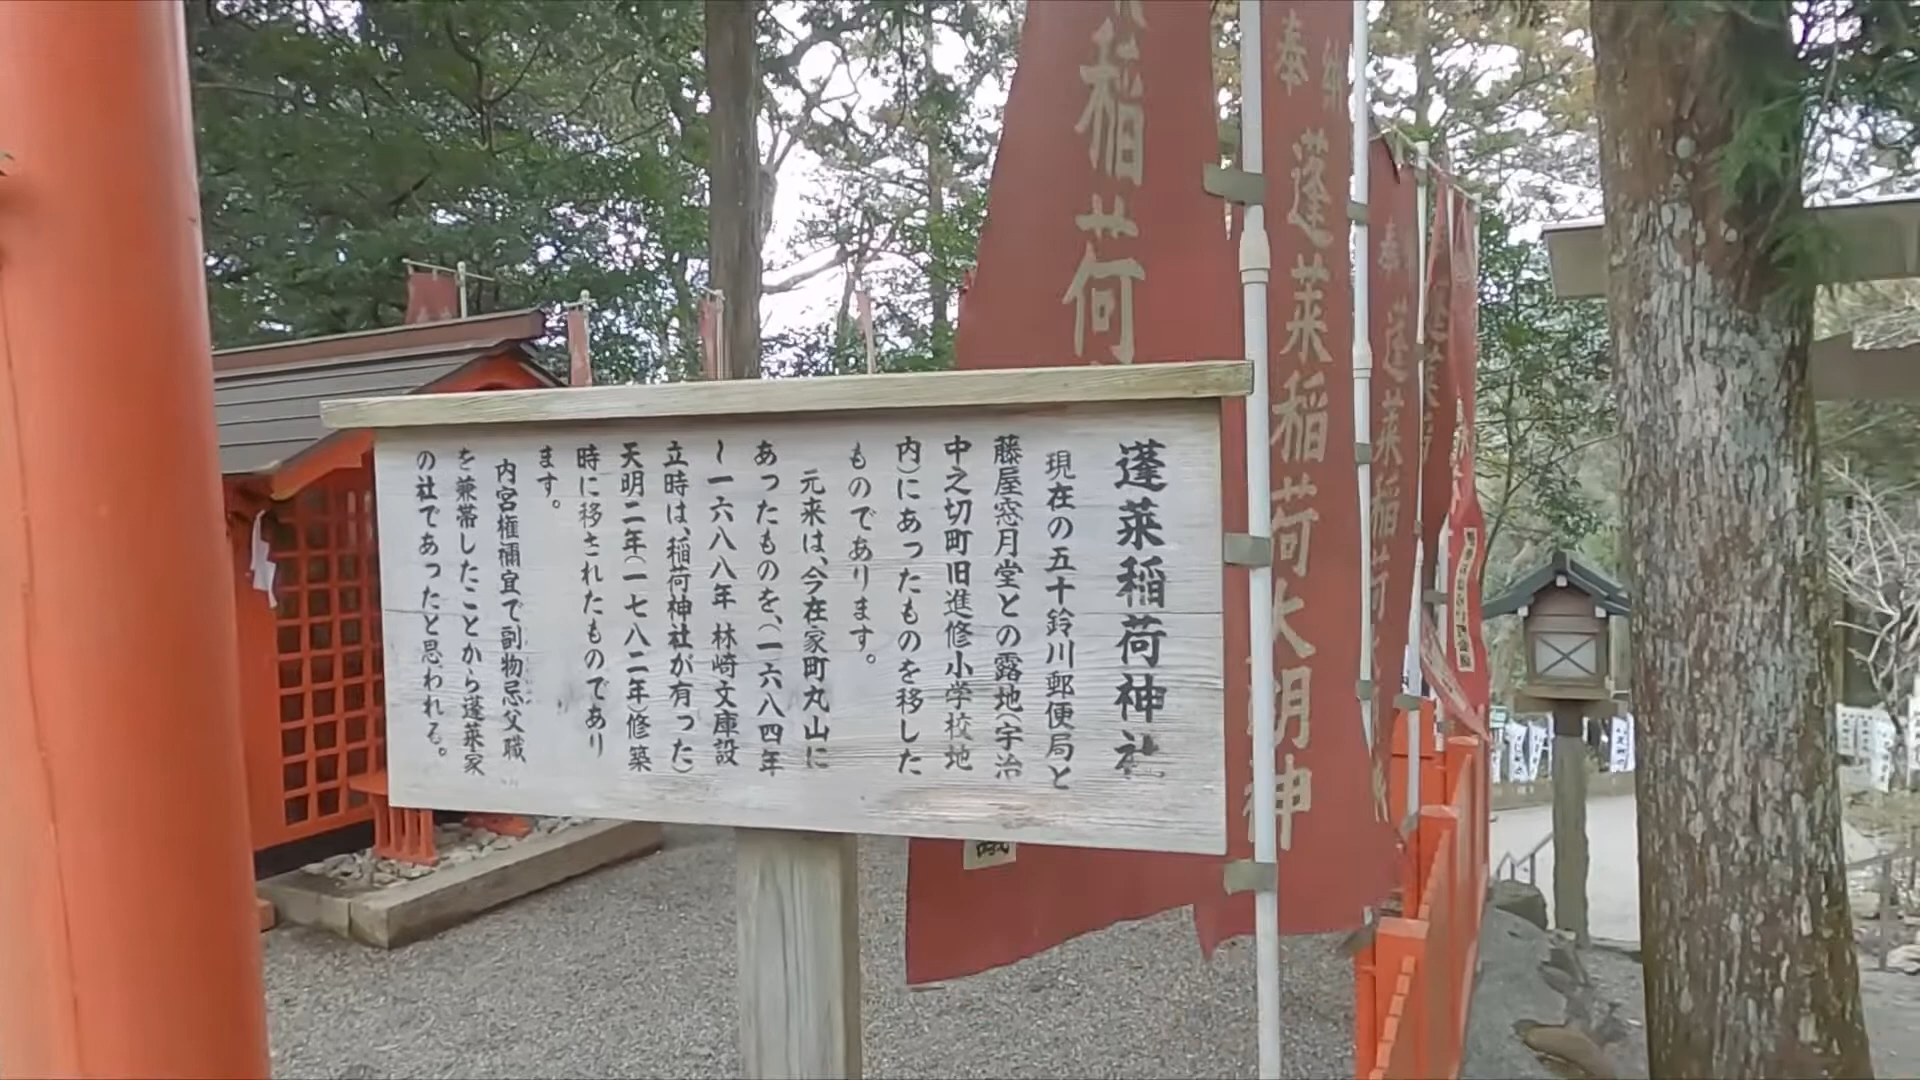 蓬莱稲荷神社
現在の五十鈴川郵便局と
藤屋窓月堂との露地(宇治
中之切町旧進修小学校地
内)にあったものを移した
ものであります。
元来は、今在家町丸山に
あったものを、(一六八四年
〜一六八八年 林崎文庫設
立時は、稲荷神社が有った)
天明二年(一七八二年)修築
時に移されたものであり
ます。
内宮権禰宜で副物忌父職
を兼帯したことから蓬莱家
の社であったと思われる。
稲荷
奉納 蓬莱稲荷大明神
奉 蓬莱稲荷